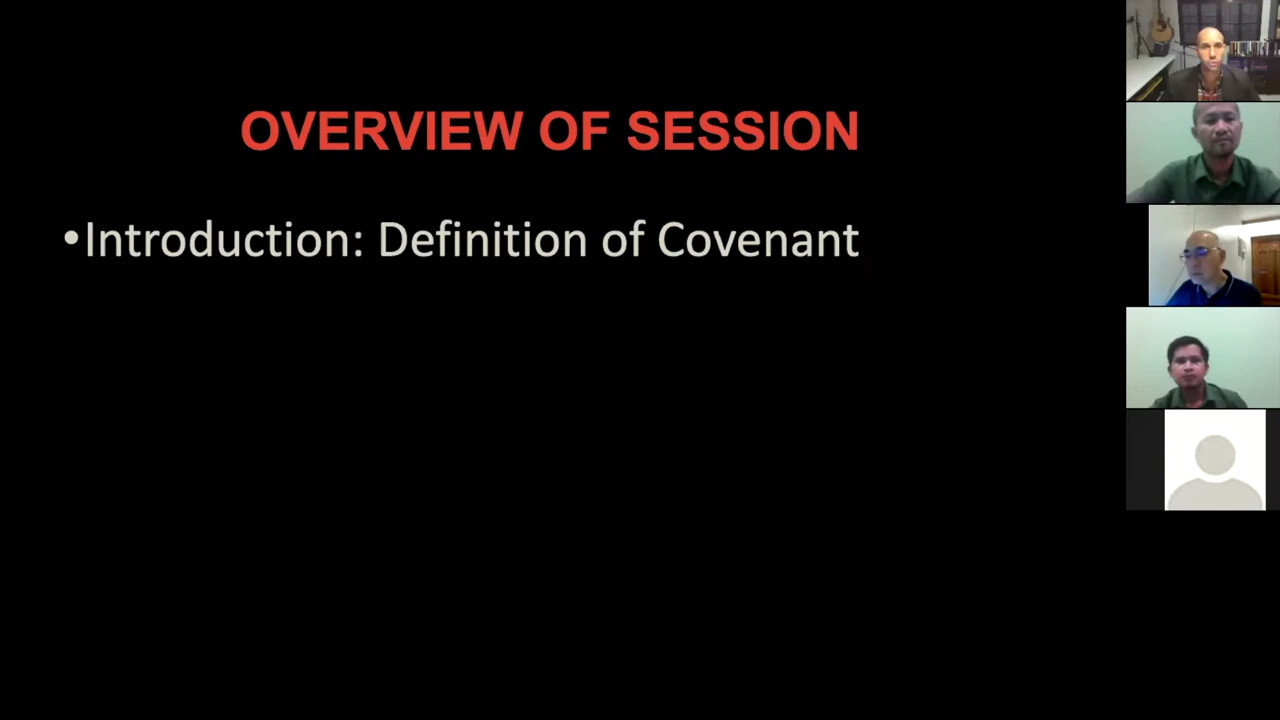 OVERVIEW OF SESSION
•Introduction: Definition of Covenant